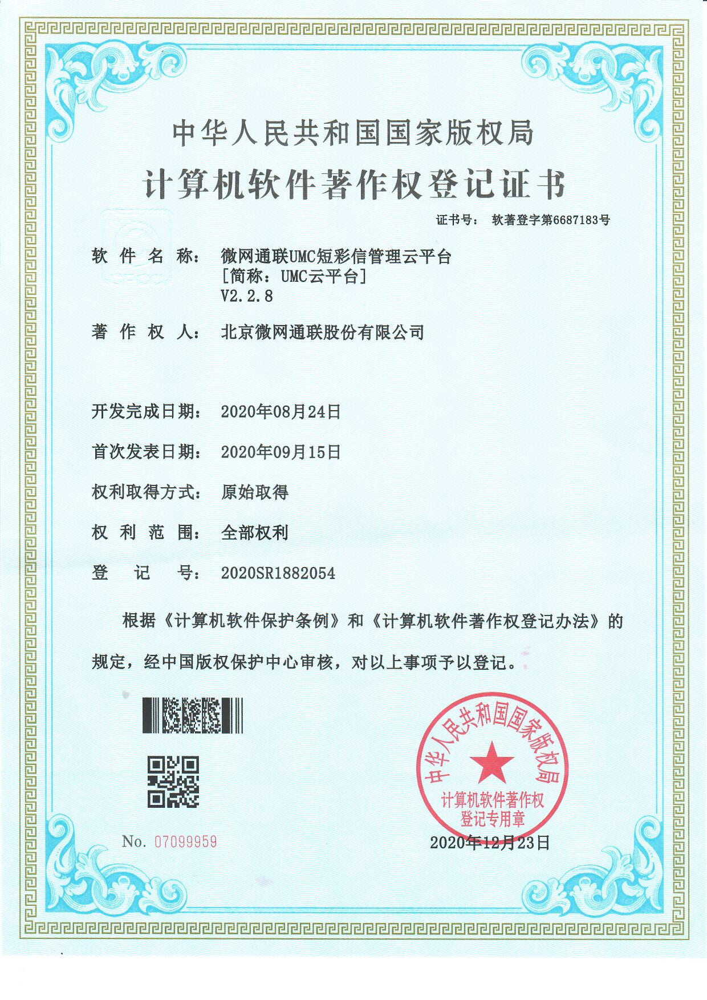 中华人民共和国国家版权局
计算机软件著作权登记证书
证书号： 软著登字第6687183号
软件名称： 微网通联UMC短彩信管理云平台
[简称：UMC云平台]
V2.2.8
著作权人： 北京微网通联股份有限公司
开发完成日期： 2020年08月24日
首次发表日期： 2020年09月15日
权利取得方式： 原始取得
权利范围： 全部权利
登记号： 2020SR1882054
根据《计算机软件保护条例》和《计算机软件著作权登记办法》的
规定，经中国版权保护中心审核，对以上事项予以登记。
中华人民共和国国家版权局
计算机软件著作权
登记专用章
No. 07099959
2020年12月23日